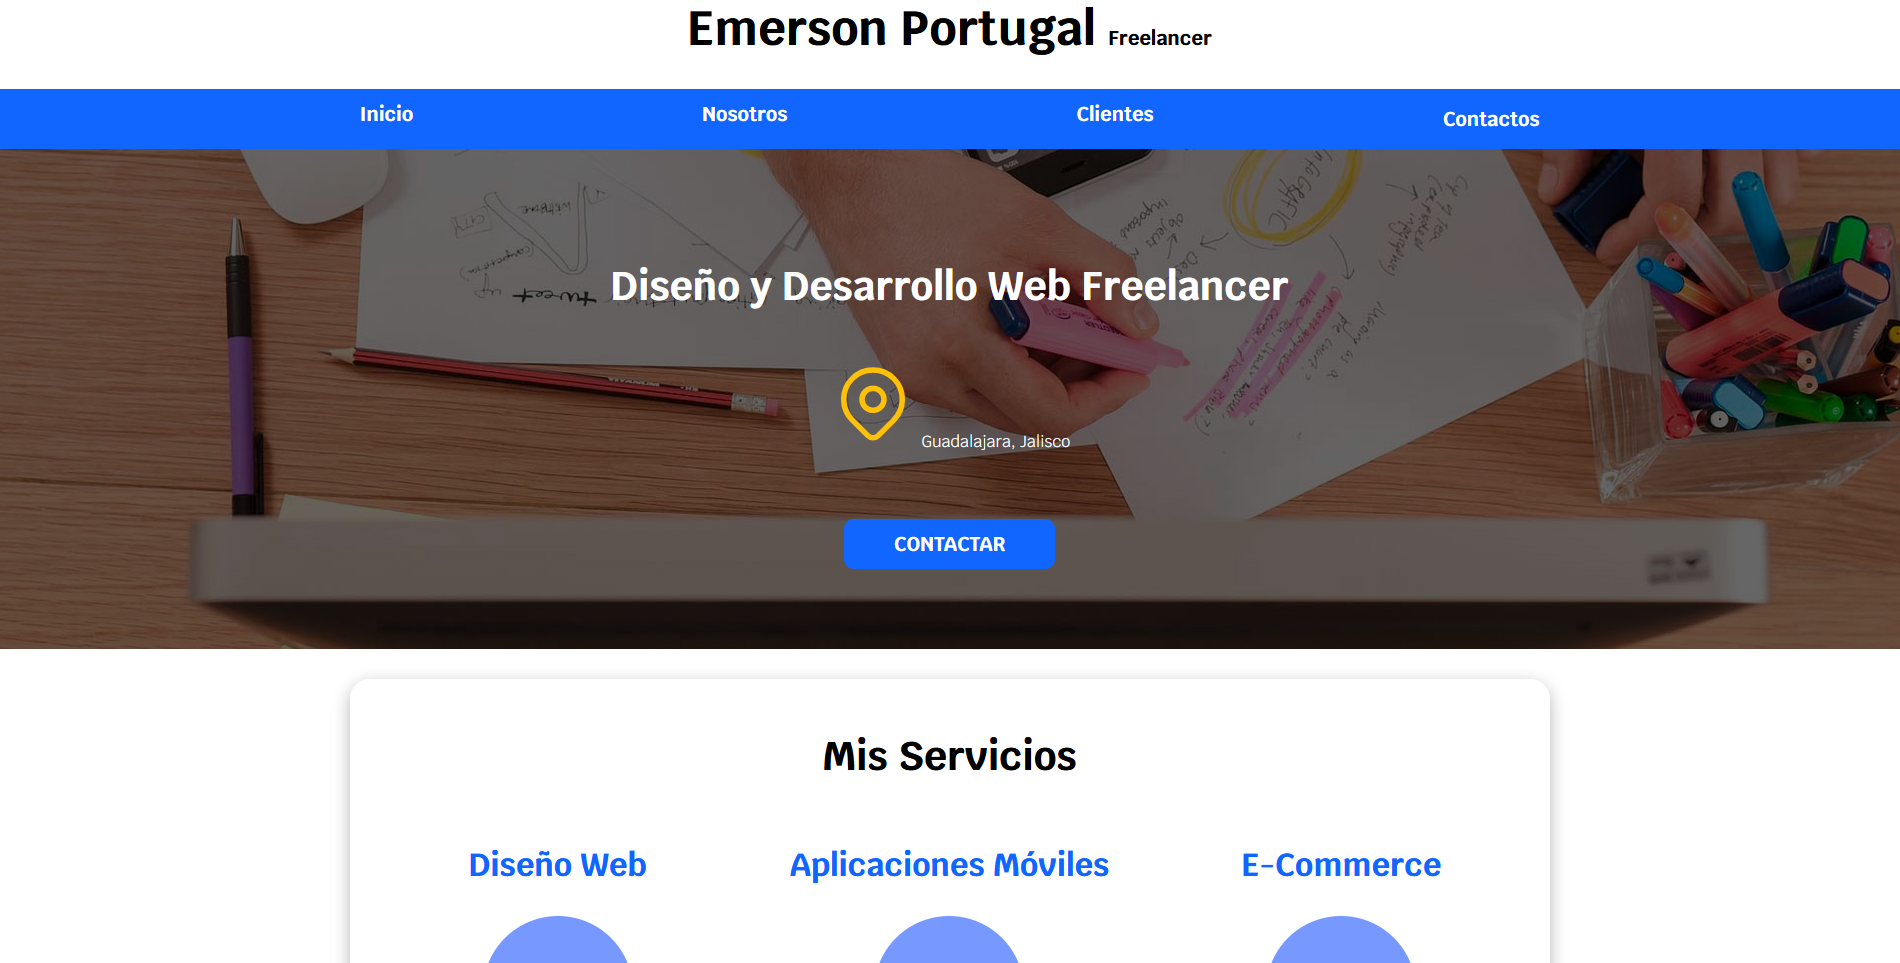 Emerson Portugal Freelancer
Inicio Nosotros Clientes Contactos
Diseño y Desarrollo Web Freelancer
Guadalajara, Jalisco
CONTACTAR
Mis Servicios
Diseño Web Aplicaciones Móviles E-Commerce